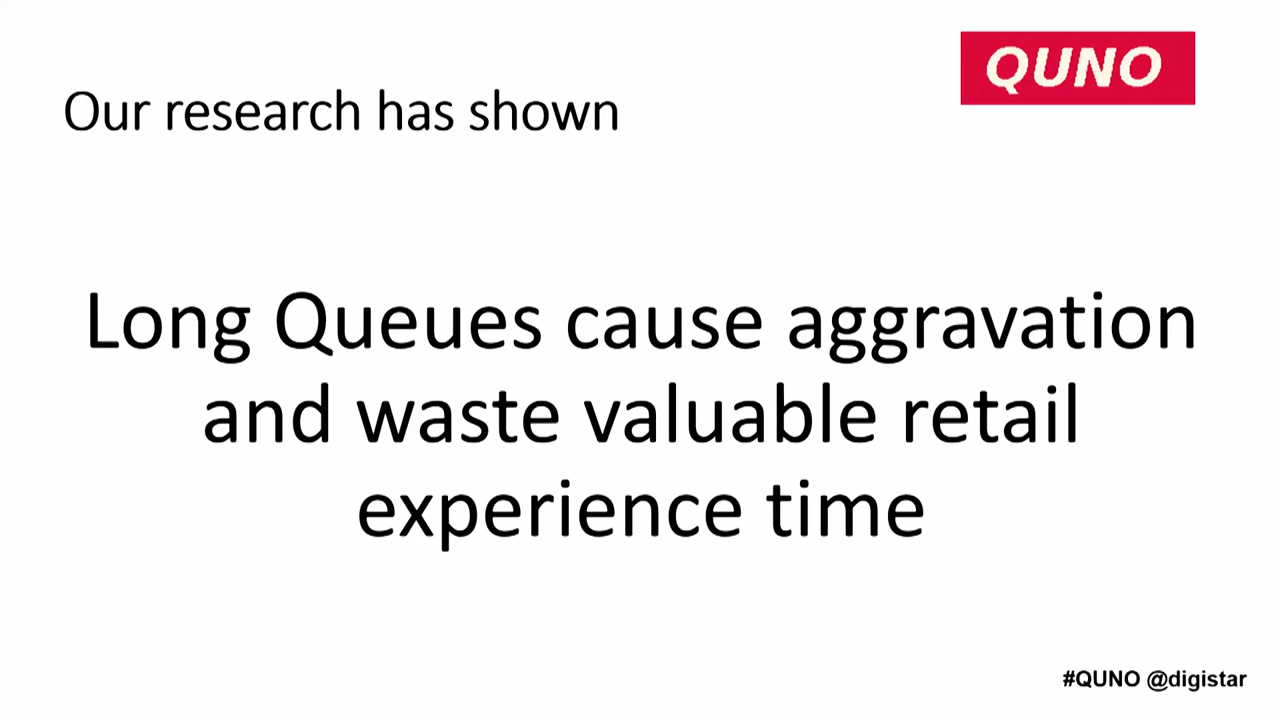 QUNO
Our research has shown
Long Queues cause aggravation
and waste valuable retail
experience time
#QUNO @digistar